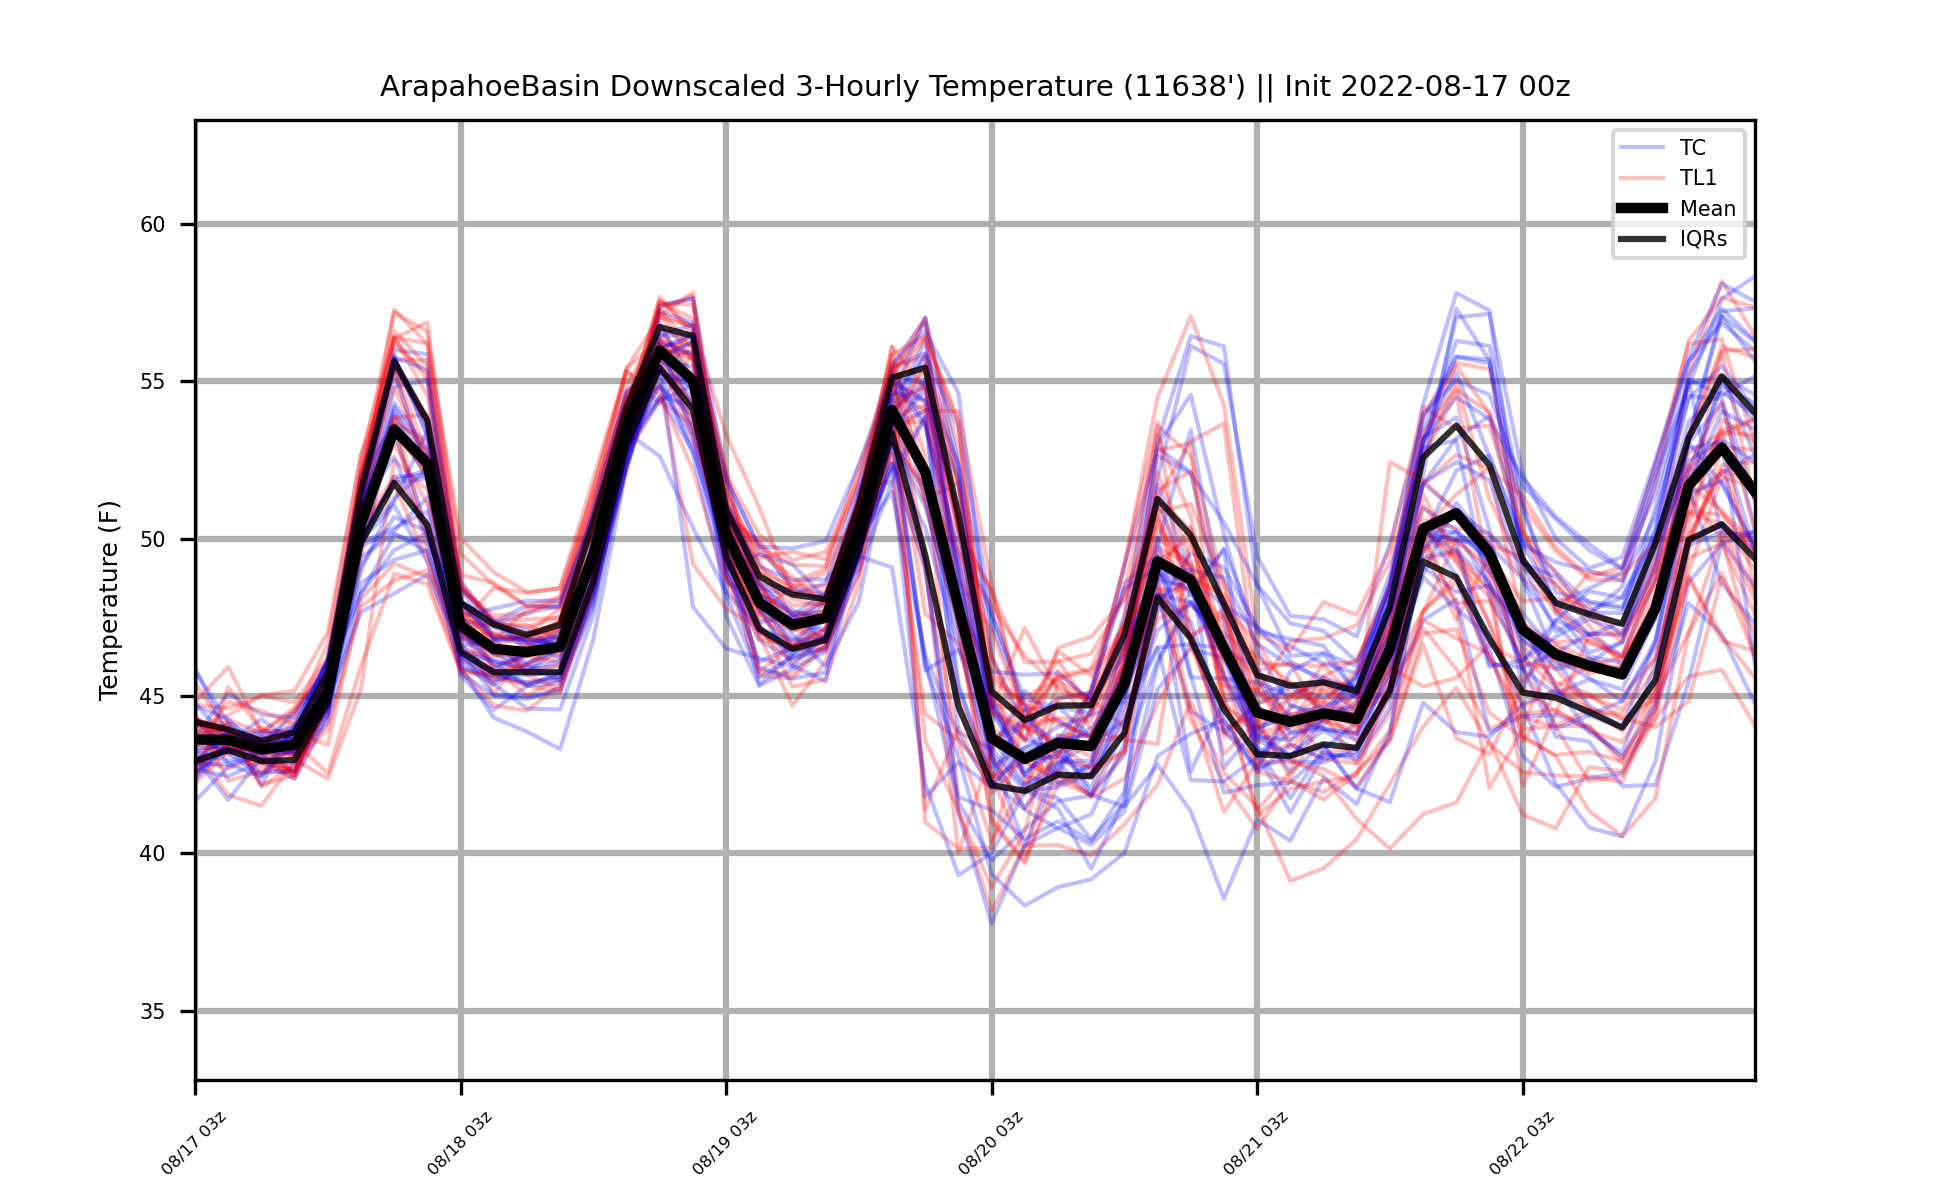 ArapahoeBasin Downscaled 3-Hourly Temperature (11638') || Init 2022-08-17 00z
TC
TL1
Mean
IQRs
Temperature (F)
60
55
50
45
40
35
08/17 03z
08/18 03z
08/19 03z
08/20 03z
08/21 03z
08/22 03z